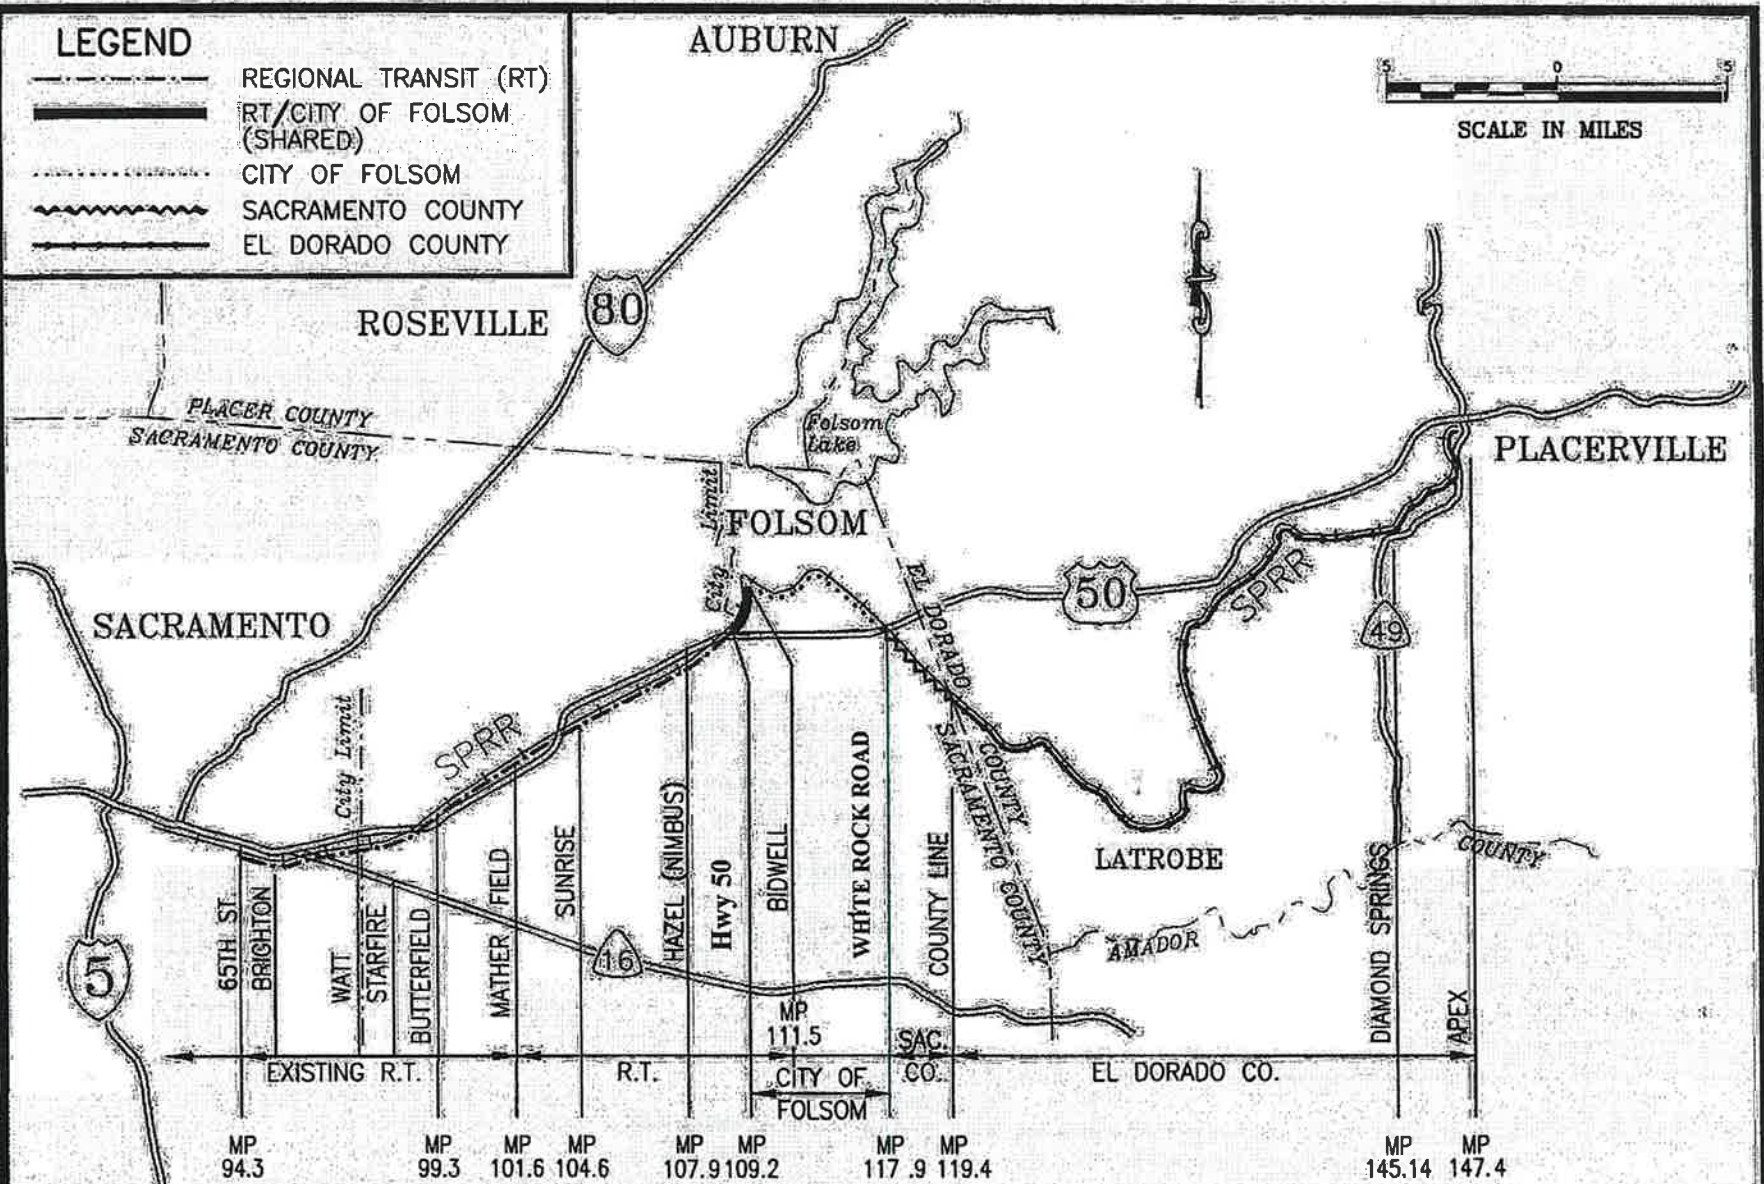 LEGEND
REGIONAL TRANSIT (RT)
RT/CITY OF FOLSOM
(SHARED)
CITY OF FOLSOM
SACRAMENTO COUNTY
EL DORADO COUNTY
AUBURN
5 0 5
SCALE IN MILES
ROSEVILLE
80
PLACER COUNTY
SACRAMENTO COUNTY
Folsom
Lake
PLACERVILLE
City Limit
FOLSOM
SACRAMENTO
EL DORADO COUNTY
SACRAMENTO COUNTY
50
SPRR
49
City Limit
SPRR
LATROBE
AMADOR COUNTY
5
16
65TH ST.
BRIGHTON
WATT
STARFIRE
BUTTERFIELD
MATHER FIELD
SUNRISE
HAZEL (NIMBUS)
Hwy 50
BIDWELL
WHITE ROCK ROAD
COUNTY LINE
DIAMOND SPRINGS
APEX
MP
111.5
EXISTING R.T.
R.T.
CITY OF
FOLSOM
SAC.
CO.
EL DORADO CO.
MP MP MP MP MP MP MP MP MP MP
94.3 99.3 101.6 104.6 107.9 109.2 117 .9 119.4 145.14 147.4